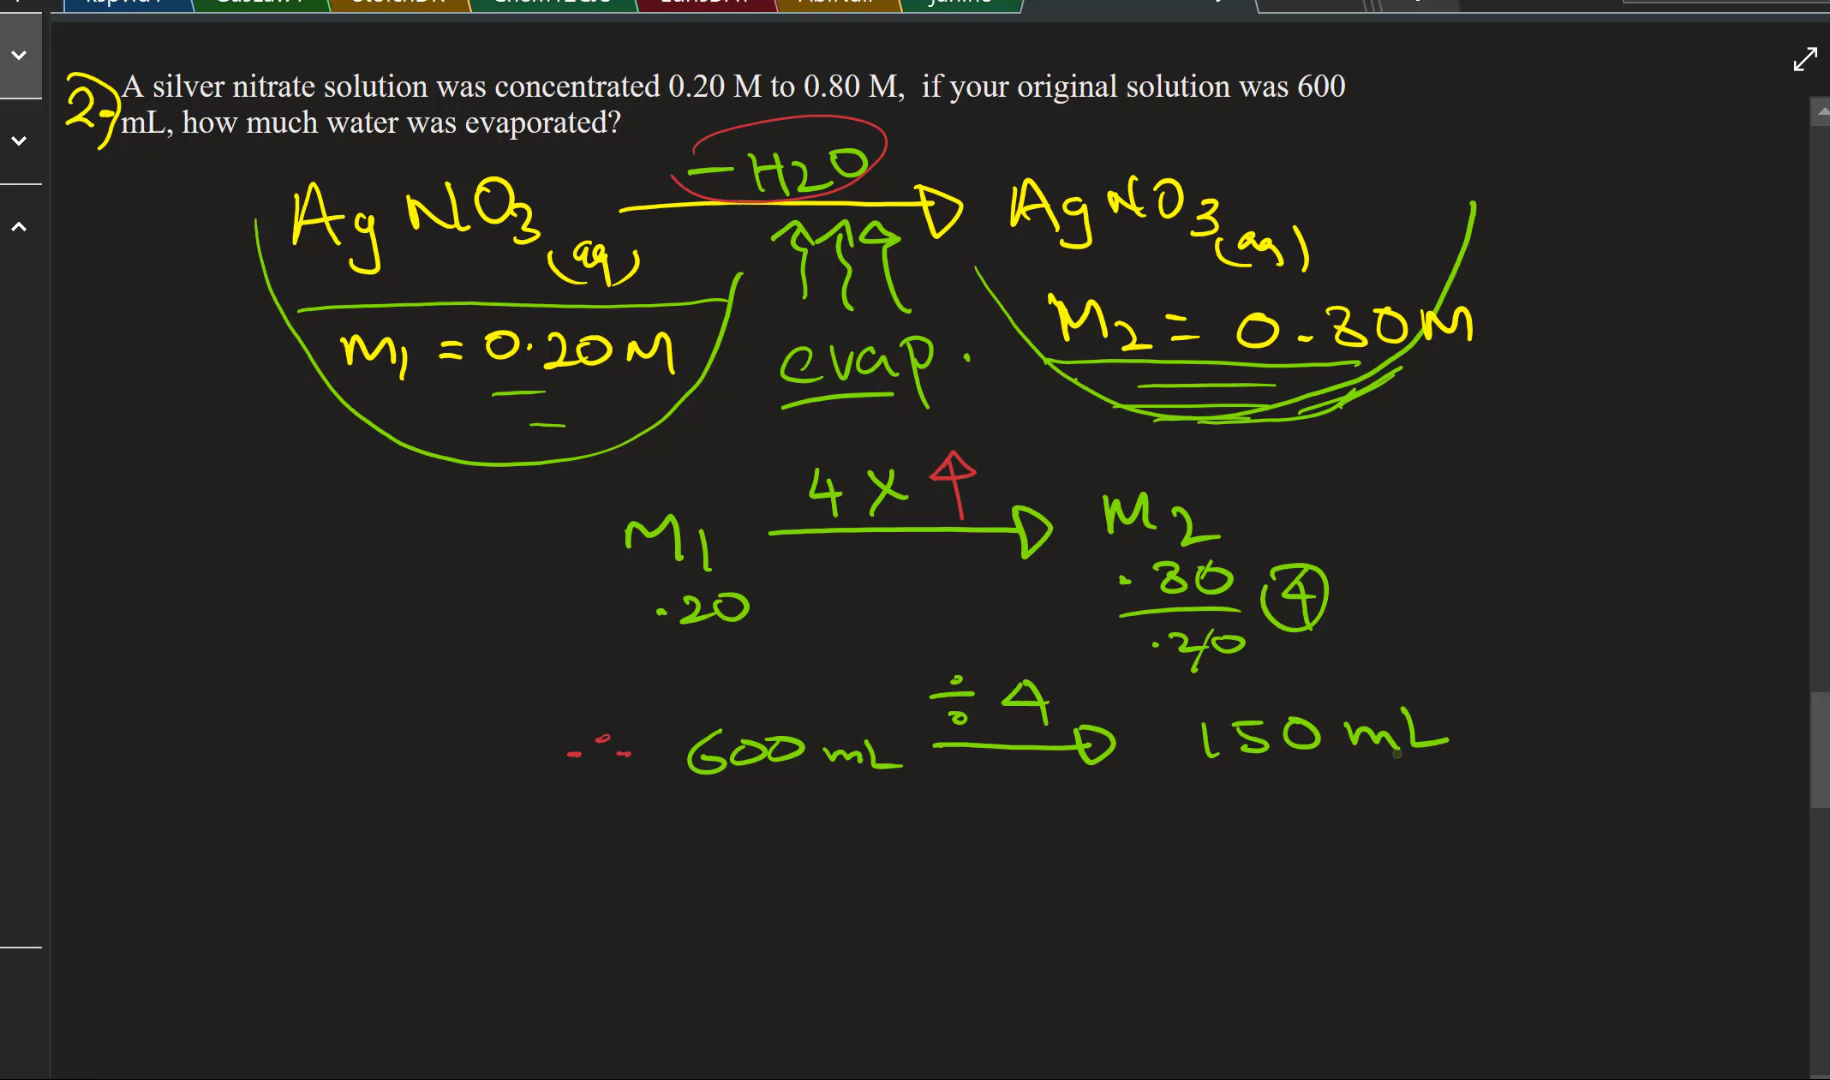 2-) A silver nitrate solution was concentrated 0.20 M to 0.80 M, if your original solution was 600
mL, how much water was evaporated?
- H2O
AgNO3(aq) AgNO3(aq)
M1 = 0.20M M2 = 0.80M
evap.
4 X
M1 M2
.20 .80 4
.20
÷ 4
∴ 600 mL 150 mL